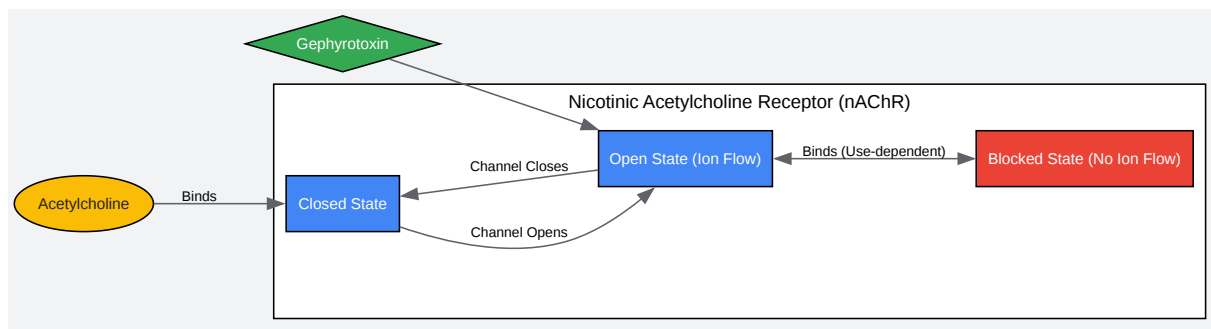 Gephyrotoxin
Nicotinic Acetylcholine Receptor (nAChR)
Open State (Ion Flow)
Binds (Use-dependent)
Blocked State (No Ion Flow)
Channel Closes
Acetylcholine
Binds
Closed State
Channel Opens